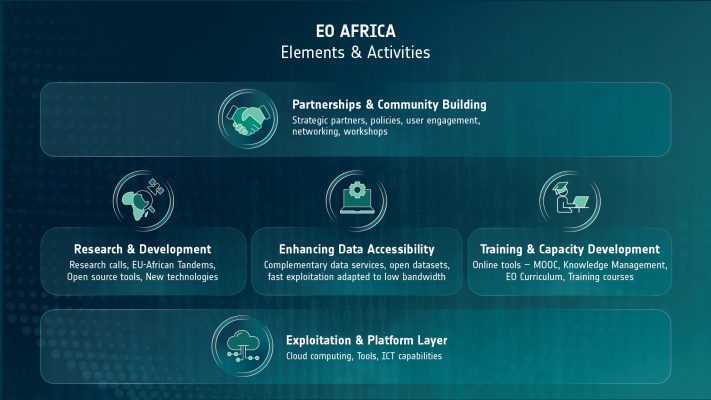 EO AFRICA
Elements & Activities
Partnerships & Community Building
Strategic partners, policies, user engagement,
networking, workshops
Research & Development
Research calls, EU-African Tandems,
Open source tools, New technologies
Enhancing Data Accessibility
Complementary data services, open datasets,
fast exploitation adapted to low bandwidth
Training & Capacity Development
Online tools – MOOC, Knowledge Management,
EO Curriculum, Training courses
Exploitation & Platform Layer
Cloud computing, Tools, ICT capabilities